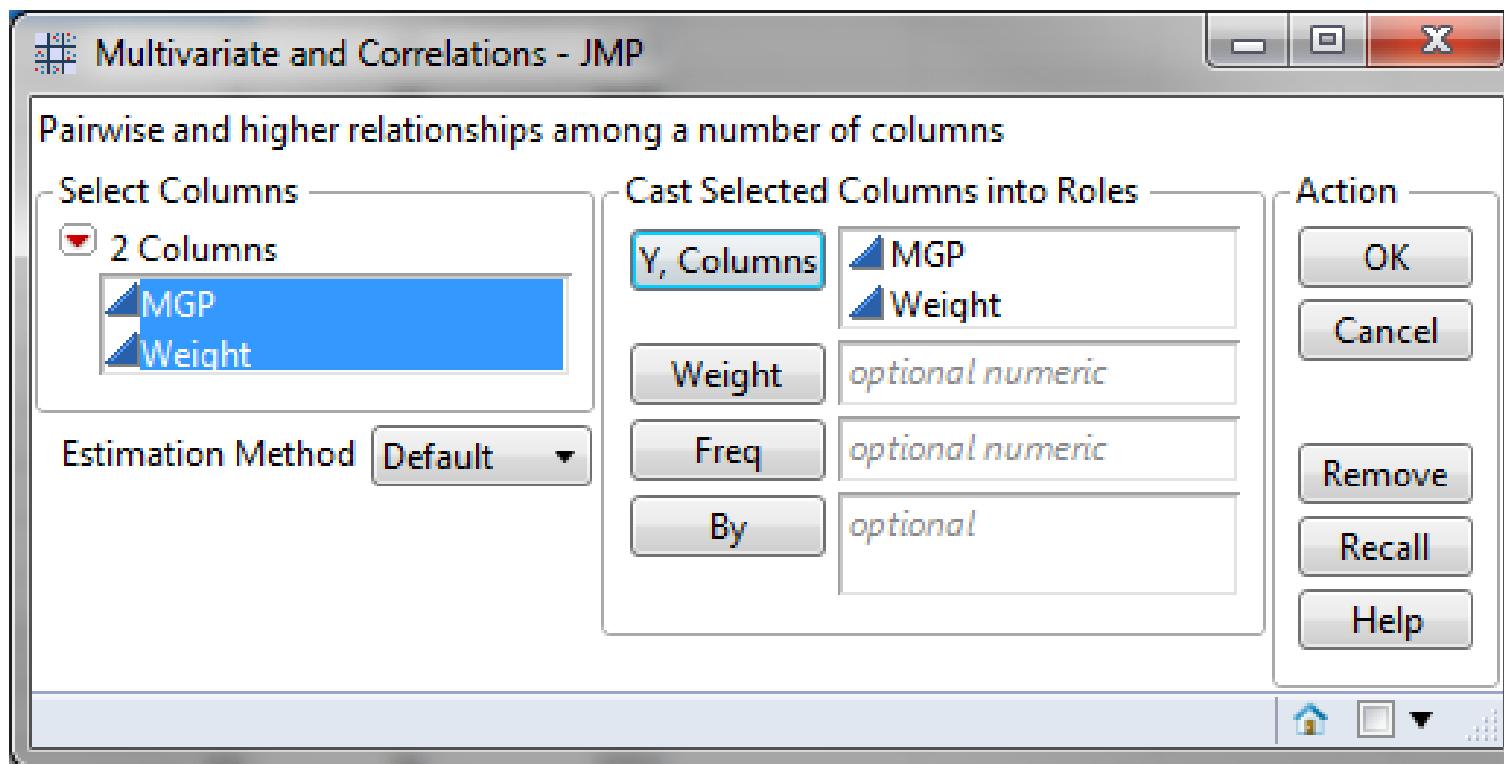 Multivariate and Correlations - JMP
Pairwise and higher relationships among a number of columns
Select Columns
2 Columns
MGP
Weight
Estimation Method Default
Cast Selected Columns into Roles
Y, Columns MGP
Weight
Weight optional numeric
Freq optional numeric
By optional
Action
OK
Cancel
Remove
Recall
Help